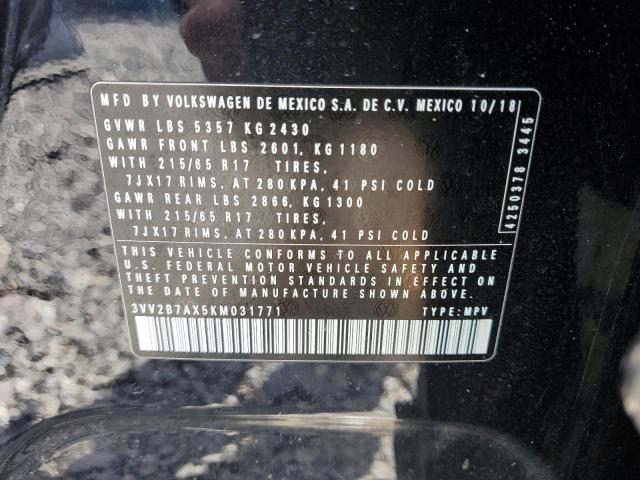 MFD BY VOLKSWAGEN DE MEXICO S.A. DE C.V. MEXICO 10/18
GVWR LBS 5357 KG 2430
GAWR FRONT LBS 2601, KG 1180
WITH 215/65 R17 TIRES,
7JX17 RIMS, AT 280 KPA, 41 PSI COLD
GAWR REAR LBS 2866, KG 1300
WITH 215/65 R17 TIRES,
7JX17 RIMS, AT 280 KPA, 41 PSI COLD
THIS VEHICLE CONFORMS TO ALL APPLICABLE
U.S. FEDERAL MOTOR VEHICLE SAFETY AND
THEFT PREVENTION STANDARDS IN EFFECT ON
THE DATE OF MANUFACTURE SHOWN ABOVE.
3VV2B7AX5KM031771 TYPE: MPV
4250378 3445